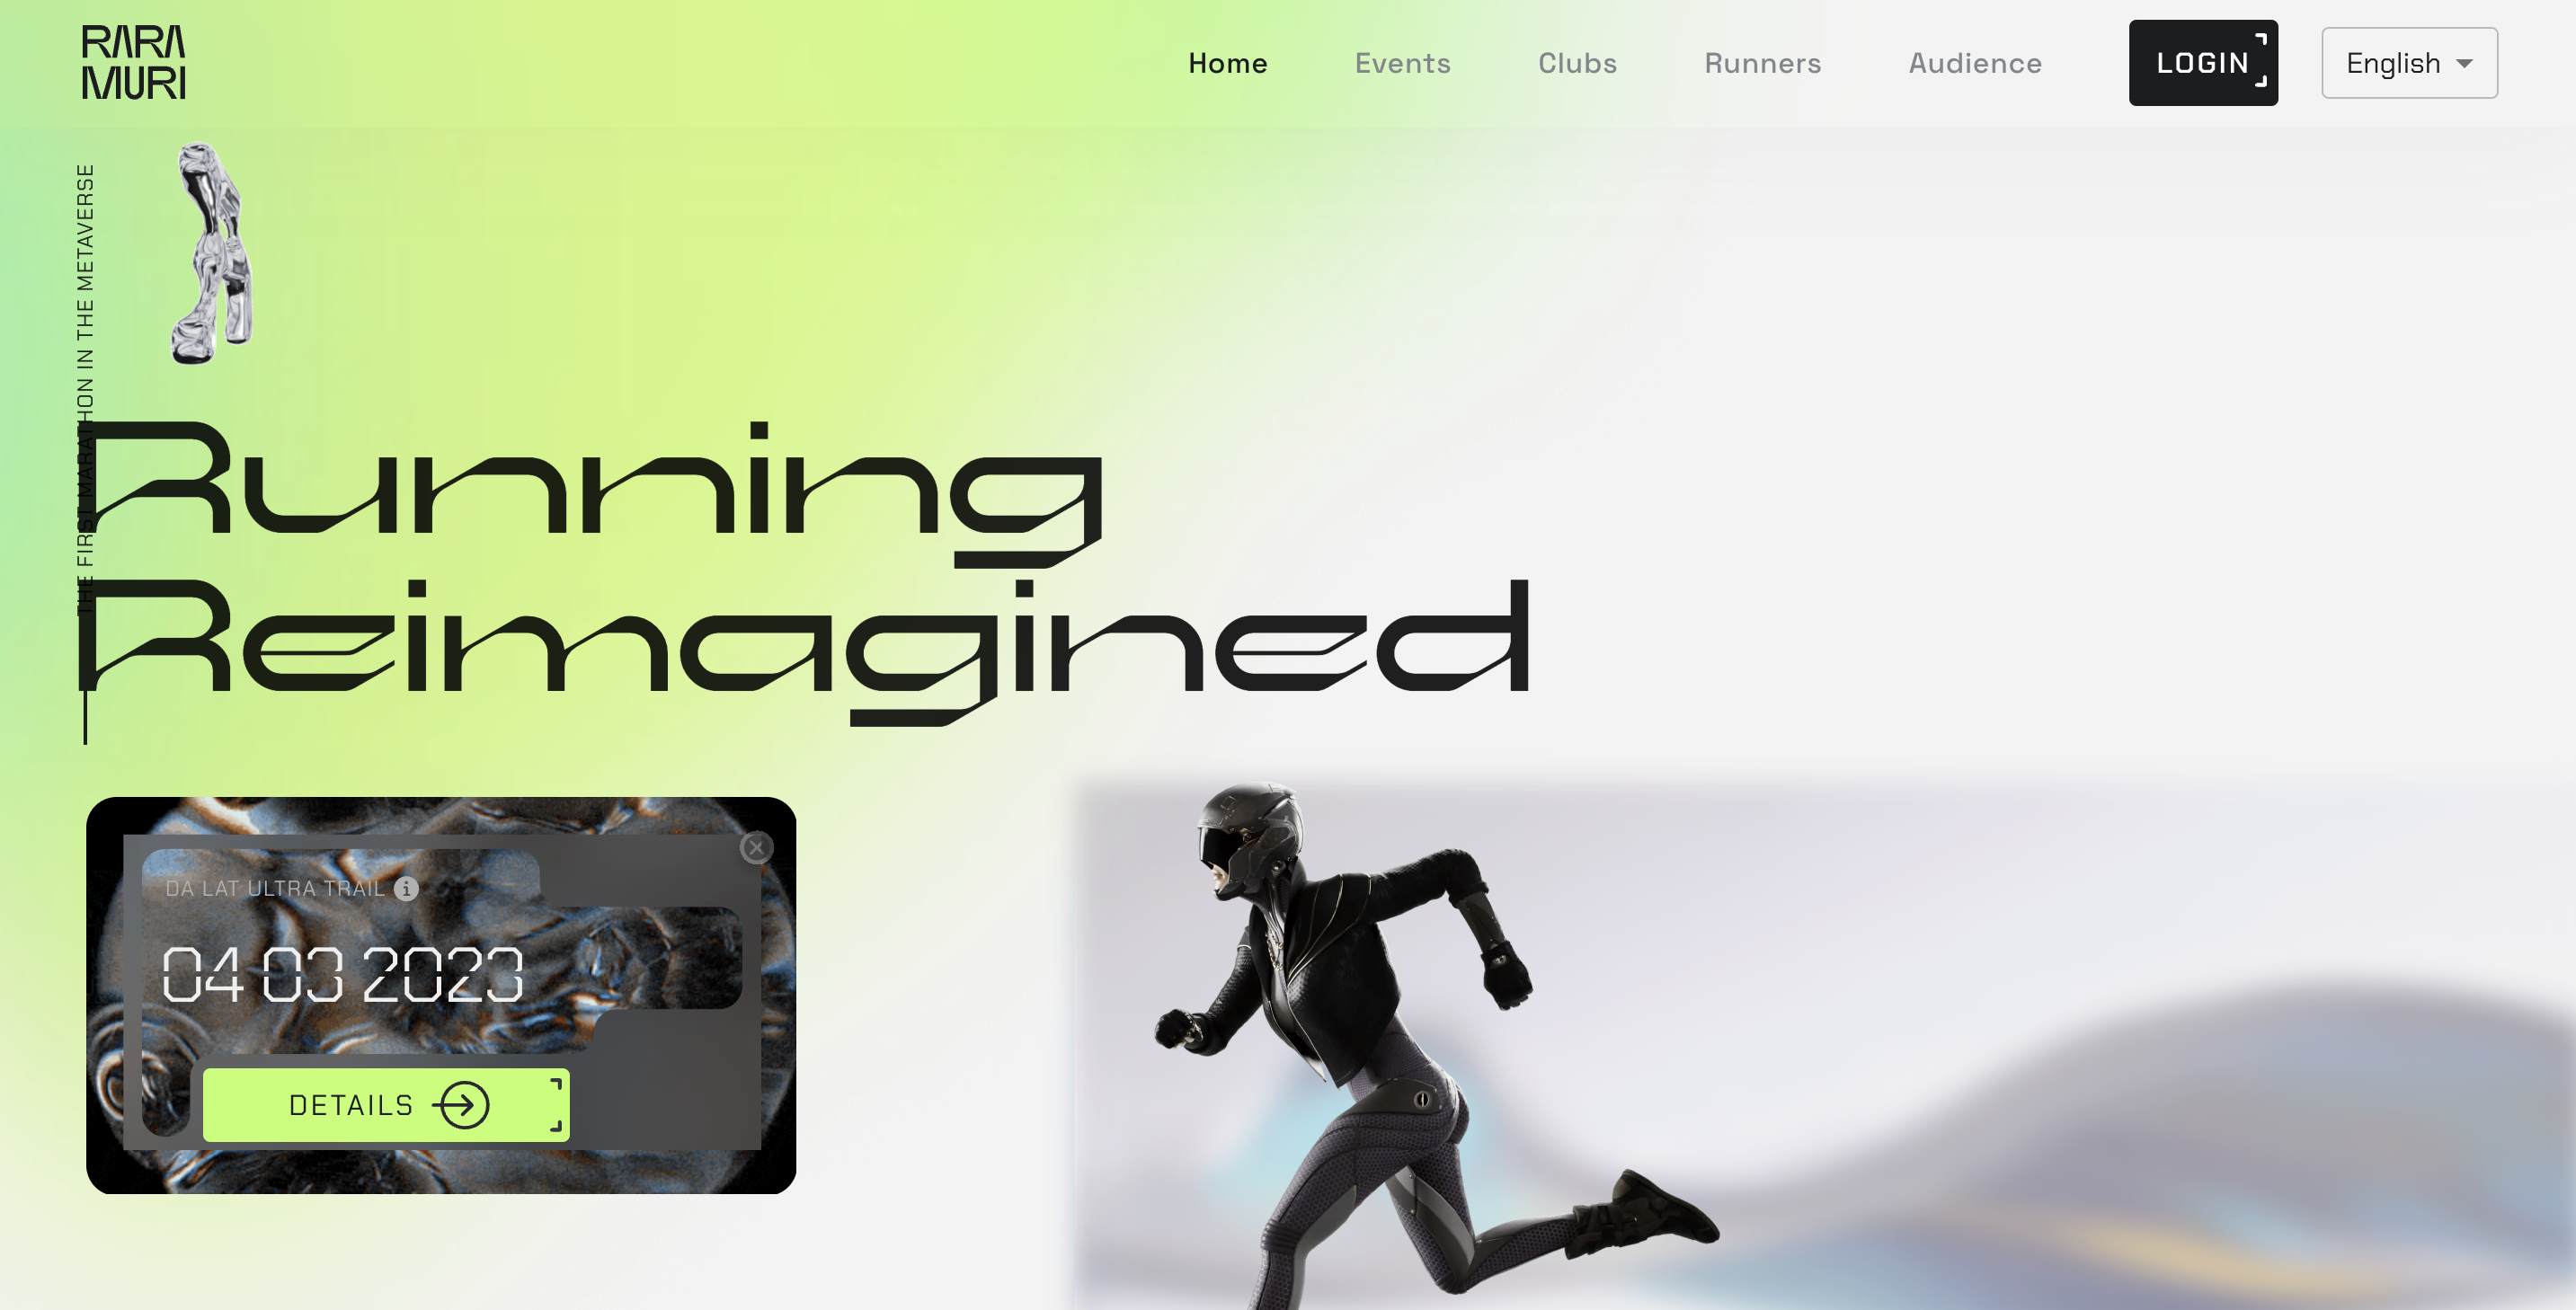 RARA
MURI
Home
Events
Clubs
Runners
Audience
LOGIN
English
THE FIRST MARATHON IN THE METAVERSE
Running
Reimagined
DA LAT ULTRA TRAIL i
04 03 2023
DETAILS